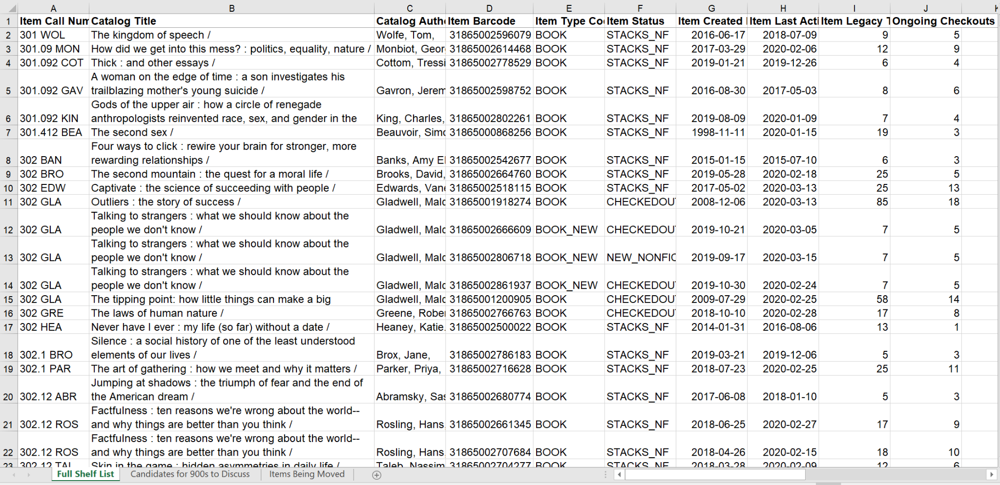 A B C D E F G H I J
1 Item Call Num Catalog Title Catalog Auth Item Barcode Item Type Co Item Status Item Created Item Last Acti Item Legacy Ongoing Checkouts
2 301 WOL The kingdom of speech / Wolfe, Tom, 31865002596079 BOOK STACKS_NF 2016-06-17 2018-07-09 9 5
3 301.09 MON How did we get into this mess? : politics, equality, nature / Monbiot, Geor 31865002614468 BOOK STACKS_NF 2017-03-29 2020-02-06 12 9
4 301.092 COT Thick : and other essays / Cottom, Tressi 31865002778529 BOOK STACKS_NF 2019-01-21 2019-12-26 6 4
A woman on the edge of time : a son investigates his
5 301.092 GAV trailblazing mother's young suicide / Gavron, Jerem 31865002598752 BOOK STACKS_NF 2016-08-30 2017-05-03 8 6
Gods of the upper air : how a circle of renegade
6 301.092 KIN anthropologists reinvented race, sex, and gender in the King, Charles, 31865002802261 BOOK STACKS_NF 2019-08-09 2020-01-09 7 4
7 301.412 BEA The second sex / Beauvoir, Simo 31865000868256 BOOK STACKS_NF 1998-11-11 2020-01-15 19 3
Four ways to click : rewire your brain for stronger, more
8 302 BAN rewarding relationships / Banks, Amy El 31865002542677 BOOK STACKS_NF 2015-01-15 2015-07-10 6 3
9 302 BRO The second mountain : the quest for a moral life / Brooks, David, 31865002664760 BOOK STACKS_NF 2019-05-28 2020-02-18 25 5
10 302 EDW Captivate : the science of succeeding with people / Edwards, Vane 31865002518115 BOOK STACKS_NF 2017-05-02 2020-03-13 25 13
11 302 GLA Outliers : the story of success / Gladwell, Malc 31865001918274 BOOK CHECKEDOU 2008-12-06 2020-03-13 85 18
Talking to strangers : what we should know about the
12 302 GLA people we don't know / Gladwell, Malc 31865002666609 BOOK_NEW CHECKEDOU 2019-10-21 2020-03-05 7 5
Talking to strangers : what we should know about the
13 302 GLA people we don't know / Gladwell, Malc 31865002806718 BOOK_NEW NEW_NONFIC 2019-09-17 2020-03-15 7 5
Talking to strangers : what we should know about the
14 302 GLA people we don't know / Gladwell, Malc 31865002861937 BOOK_NEW CHECKEDOU 2019-10-30 2020-02-24 7 5
15 302 GLA The tipping point: how little things can make a big Gladwell, Malc 31865001200905 BOOK CHECKEDOU 2009-07-29 2020-02-25 58 14
16 302 GRE The laws of human nature / Greene, Rober 31865002766763 BOOK CHECKEDOU 2018-10-10 2020-02-28 17 8
17 302 HEA Never have I ever : my life (so far) without a date / Heaney, Katie. 31865002500022 BOOK STACKS_NF 2014-01-31 2016-08-06 13 1
Silence : a social history of one of the least understood
18 302.1 BRO elements of our lives / Brox, Jane, 31865002786183 BOOK STACKS_NF 2019-03-21 2019-12-06 5 3
19 302.1 PAR The art of gathering : how we meet and why it matters / Parker, Priya, 31865002716628 BOOK STACKS_NF 2018-07-23 2020-02-25 25 11
Jumping at shadows : the triumph of fear and the end of
20 302.12 ABR the American dream / Abramsky, Sas 31865002680774 BOOK STACKS_NF 2017-06-08 2018-01-10 5 3
Factfulness : ten reasons we're wrong about the world--
21 302.12 ROS and why things are better than you think / Rosling, Hans, 31865002661345 BOOK STACKS_NF 2018-06-25 2020-02-27 17 9
Factfulness : ten reasons we're wrong about the world--
22 302.12 ROS and why things are better than you think / Rosling, Hans, 31865002707684 BOOK STACKS_NF 2018-04-26 2020-02-15 18 10
23 302.12 TAL Skin in the game : hidden asymmetries in daily life / Taleb, Nassim 31865002704277 BOOK STACKS_NF 2018-03-28 2020-02-09 12 6
Full Shelf List Candidates for 900s to Discuss Items Being Moved